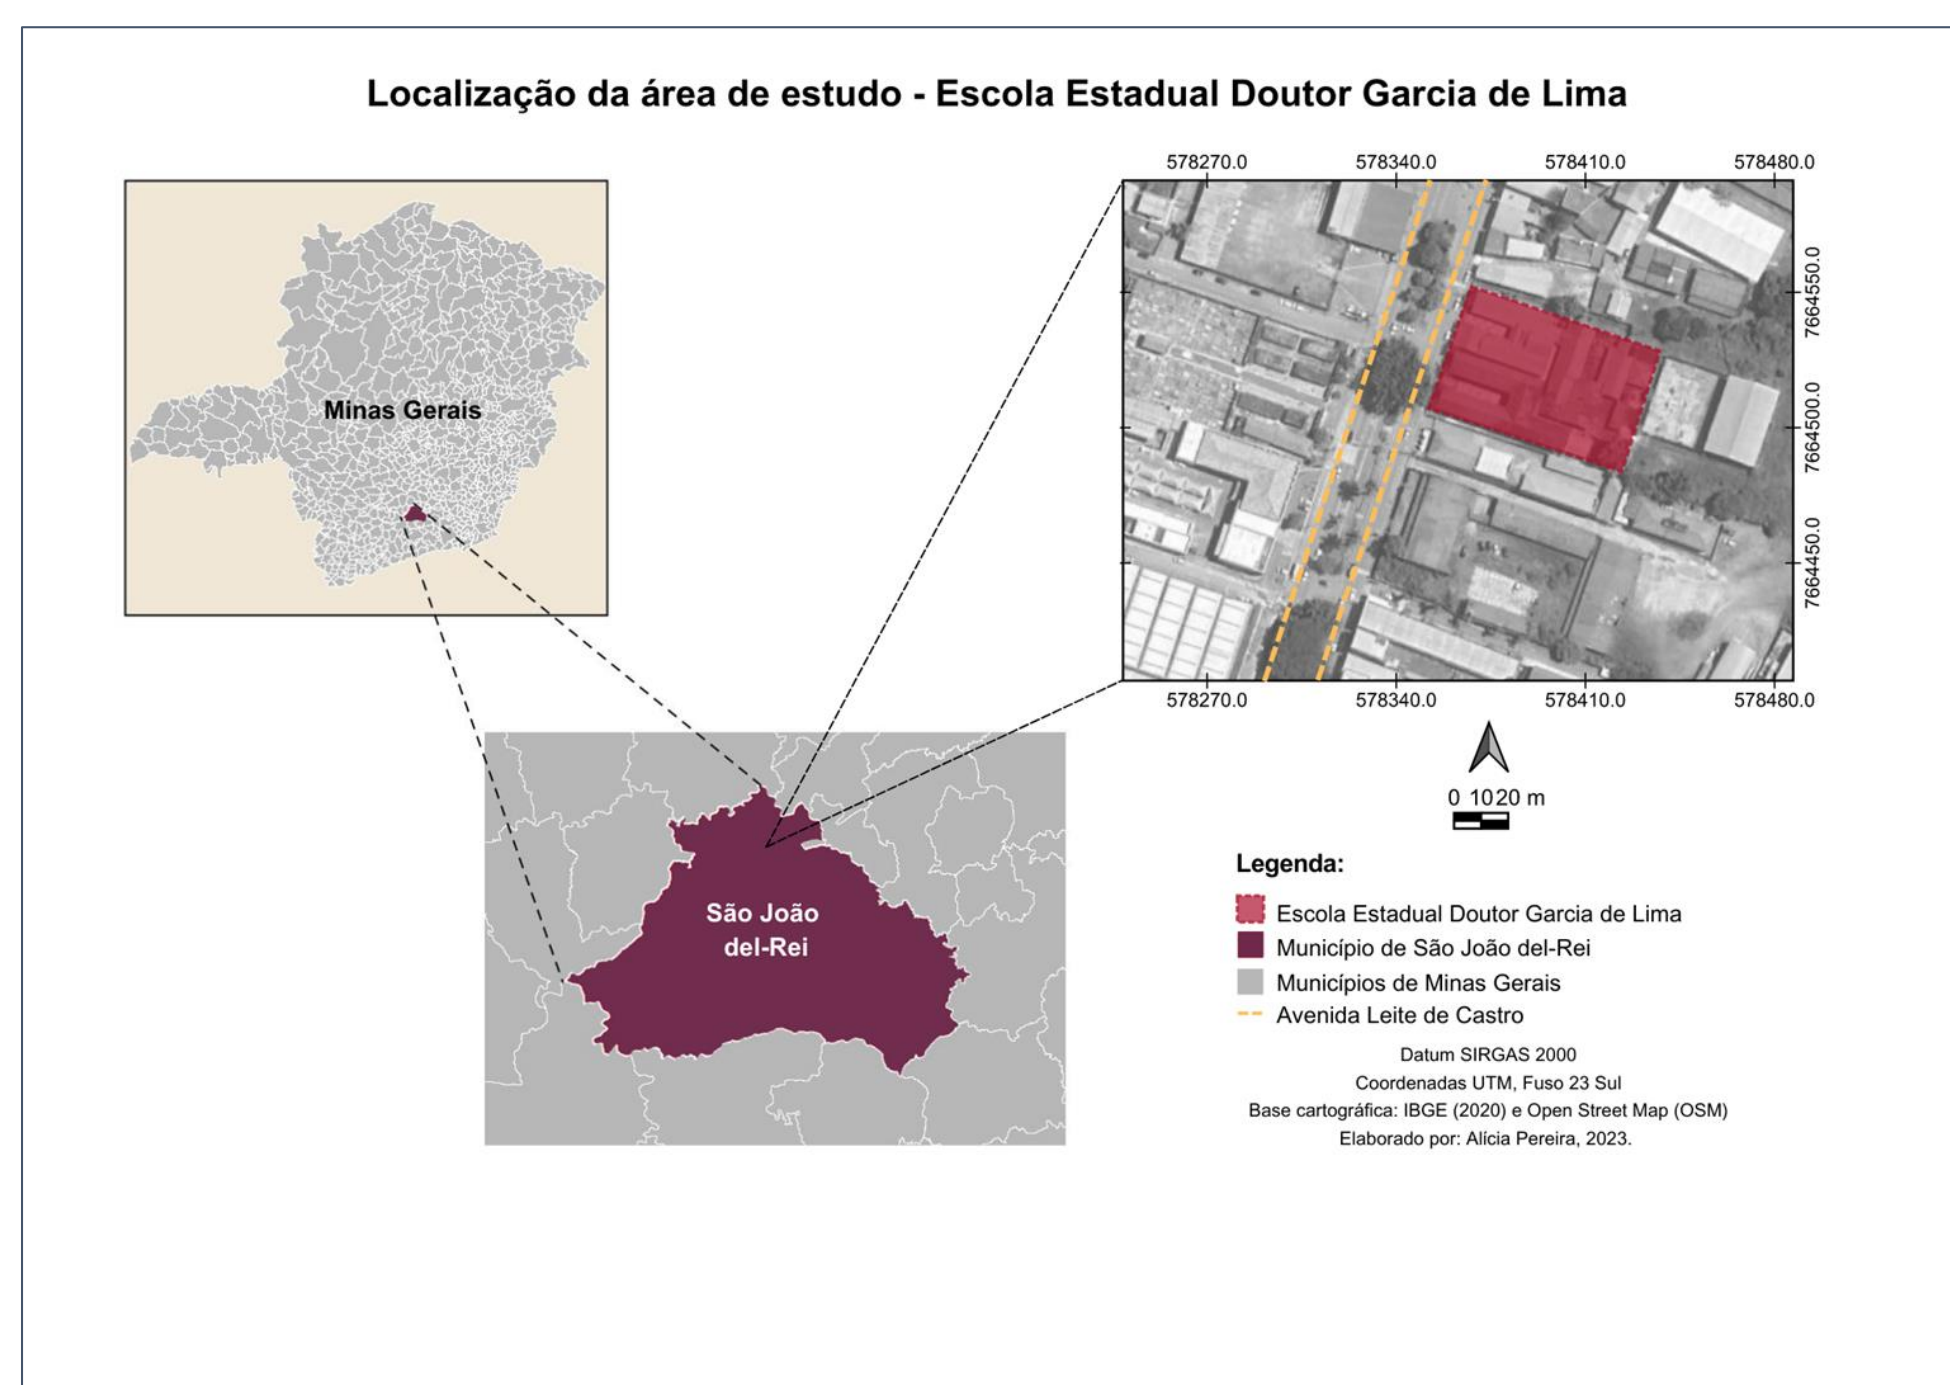 Localização da área de estudo - Escola Estadual Doutor Garcia de Lima
578270.0 578340.0 578410.0 578480.0
7664550.0
7664500.0
7664450.0
578270.0 578340.0 578410.0 578480.0
Minas Gerais
São João
del-Rei
0 10 20 m
Legenda:
Escola Estadual Doutor Garcia de Lima
Município de São João del-Rei
Municípios de Minas Gerais
Avenida Leite de Castro
Datum SIRGAS 2000
Coordenadas UTM, Fuso 23 Sul
Base cartográfica: IBGE (2020) e Open Street Map (OSM)
Elaborado por: Alícia Pereira, 2023.